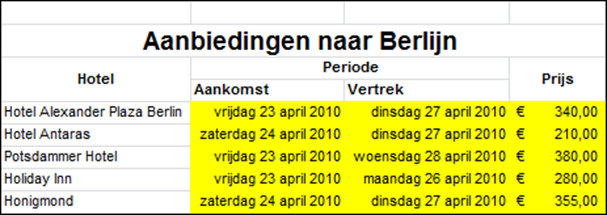 Aanbiedingen naar Berlijn
Hotel Periode Prijs
Aankomst Vertrek
Hotel Alexander Plaza Berlin vrijdag 23 april 2010 dinsdag 27 april 2010 € 340,00
Hotel Antaras zaterdag 24 april 2010 dinsdag 27 april 2010 € 210,00
Potsdammer Hotel vrijdag 23 april 2010 woensdag 28 april 2010 € 380,00
Holiday Inn vrijdag 23 april 2010 maandag 26 april 2010 € 280,00
Honigmond zaterdag 24 april 2010 dinsdag 27 april 2010 € 355,00